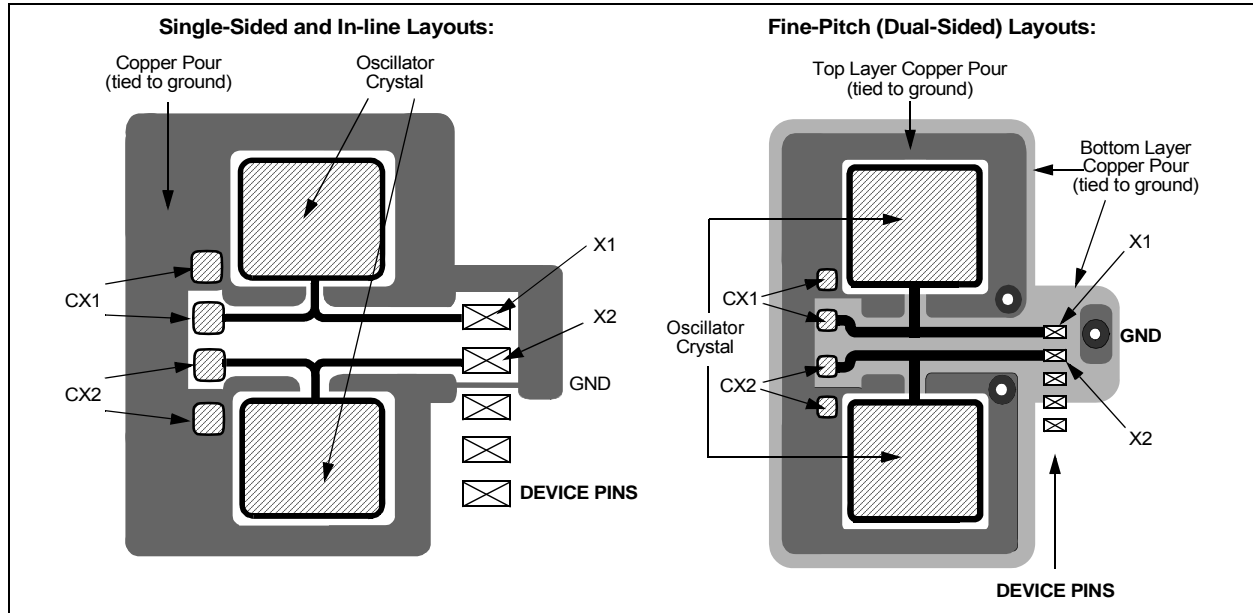 Single-Sided and In-line Layouts:
Copper Pour
(tied to ground)
Oscillator
Crystal
X1
CX1
X2
GND
CX2
DEVICE PINS
Fine-Pitch (Dual-Sided) Layouts:
Top Layer Copper Pour
(tied to ground)
Bottom Layer
Copper Pour
(tied to ground)
X1
CX1
Oscillator
Crystal
GND
CX2
X2
DEVICE PINS